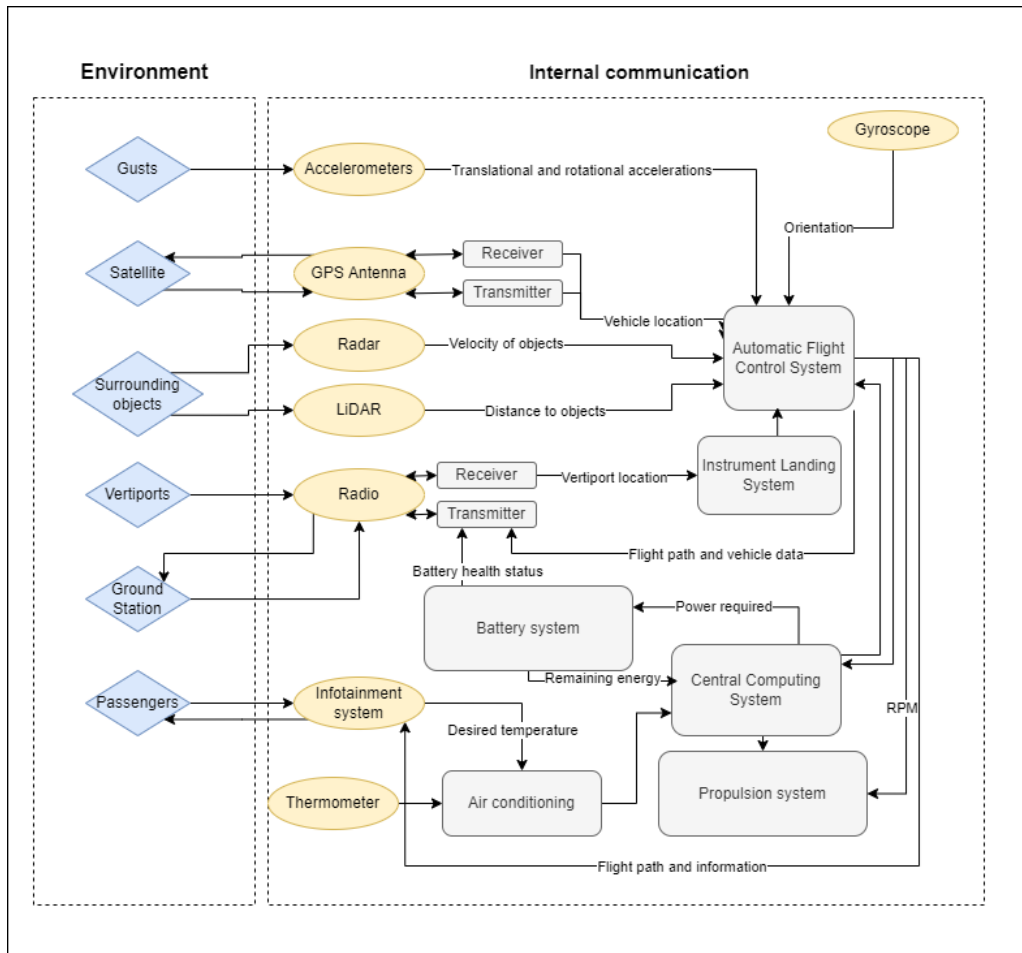 Environment
Internal communication
Gyroscope
Gusts
Accelerometers
Translational and rotational accelerations
Orientation
Satellite
GPS Antenna
Receiver
Transmitter
Vehicle location
Automatic Flight
Control System
Surrounding
objects
Radar
Velocity of objects
LiDAR
Distance to objects
Vertiports
Radio
Receiver
Vertiport location
Instrument Landing
System
Transmitter
Flight path and vehicle data
Battery health status
Ground
Station
Battery system
Power required
Remaining energy
Central Computing
System
Passengers
Infotainment
system
Desired temperature
RPM
Thermometer
Air conditioning
Propulsion system
Flight path and information